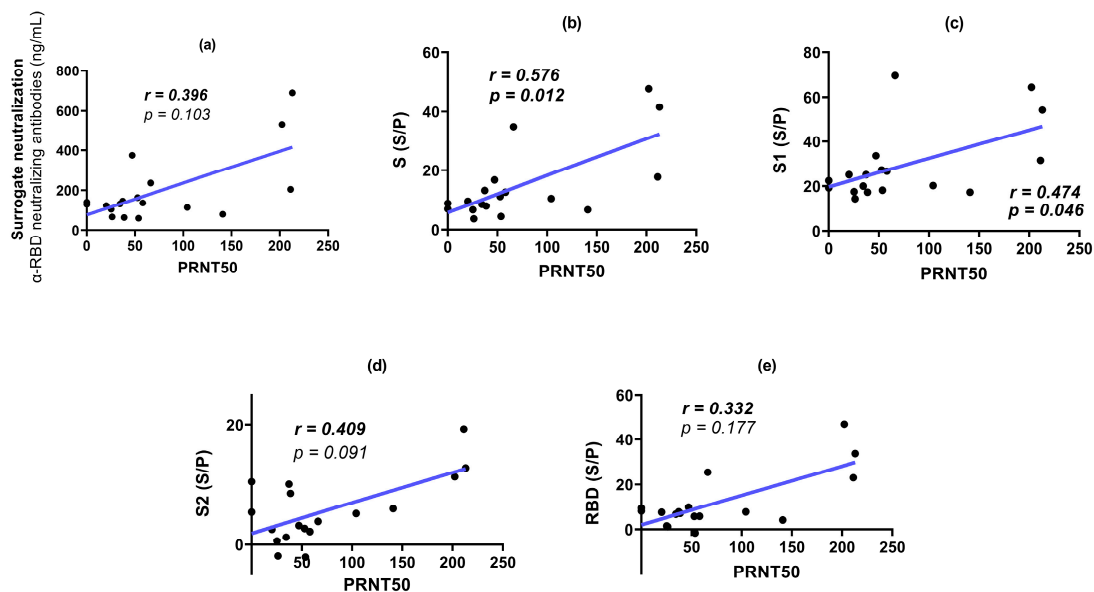 (a)
Surrogate neutralization
α-RBD neutralizing antibodies (ng/mL)
800
600
400
200
0
r = 0.396
p = 0.103
0 50 100 150 200 250
PRNT50
(b)
S (S/P)
60
40
20
0
r = 0.576
p = 0.012
0 50 100 150 200 250
PRNT50
(c)
S1 (S/P)
80
60
40
20
0
r = 0.474
p = 0.046
0 50 100 150 200 250
PRNT50
(d)
S2 (S/P)
20
0
r = 0.409
p = 0.091
50 100 150 200 250
PRNT50
(e)
RBD (S/P)
60
40
20
0
r = 0.332
p = 0.177
50 100 150 200 250
PRNT50